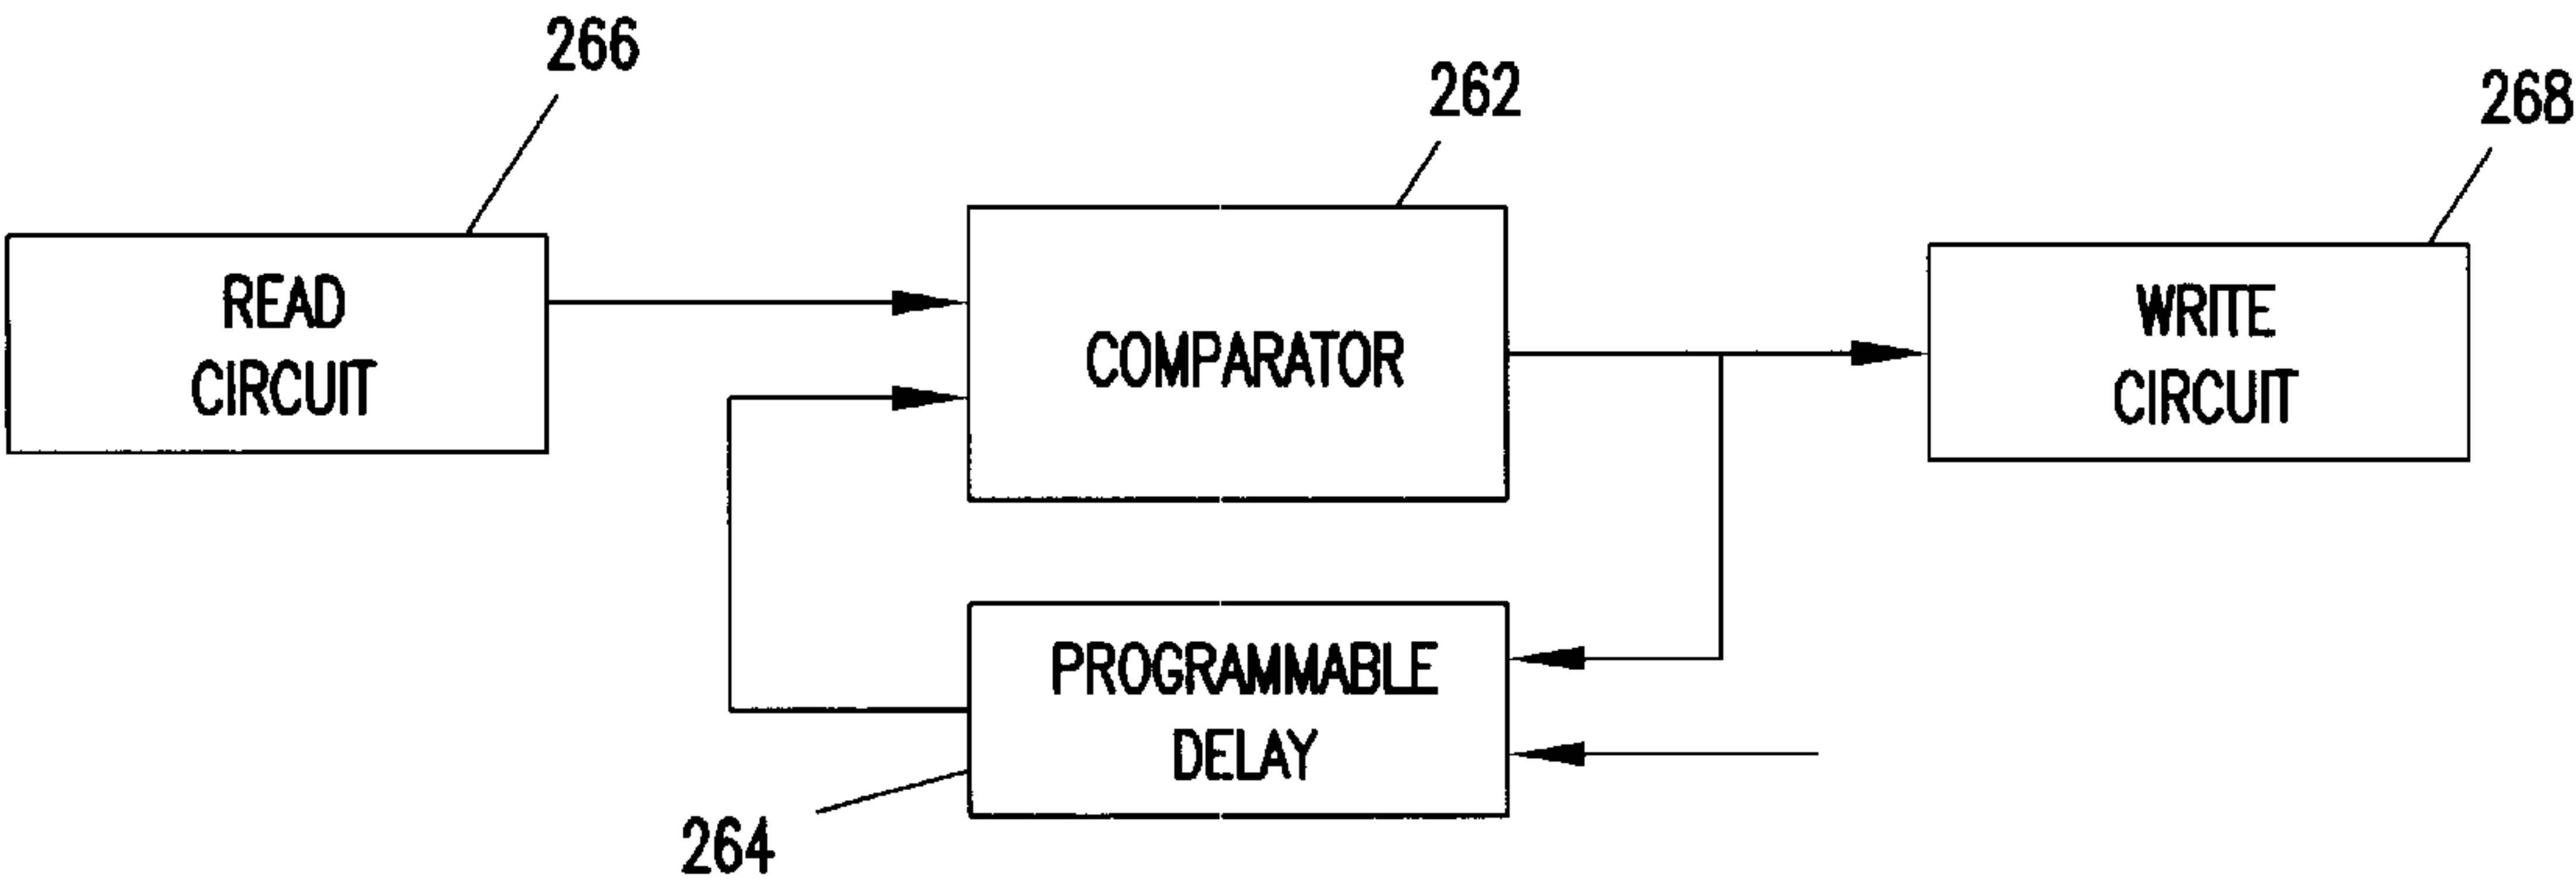 266
262
268
READ
CIRCUIT
COMPARATOR
WRITE
CIRCUIT
PROGRAMMABLE
DELAY
264